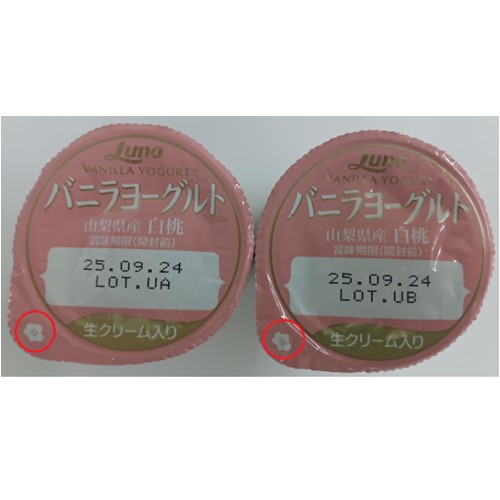 Luna
VANILLA YOGURT
バニラヨーグルト
山梨県産 白桃
賞味期限(開封前)
25.09.24
LOT.UA
生クリーム入り
Luna
VANILLA YOGURT
バニラヨーグルト
山梨県産 白桃
賞味期限(開封前)
25.09.24
LOT.UB
生クリーム入り